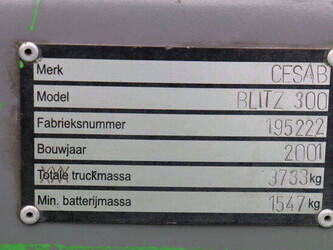 Merk CESAB
Model BLITZ 300
Fabrieksnummer 195222
Bouwjaar 2001
Totale truckmassa 3733 kg
Min. batterijmassa 1547 kg